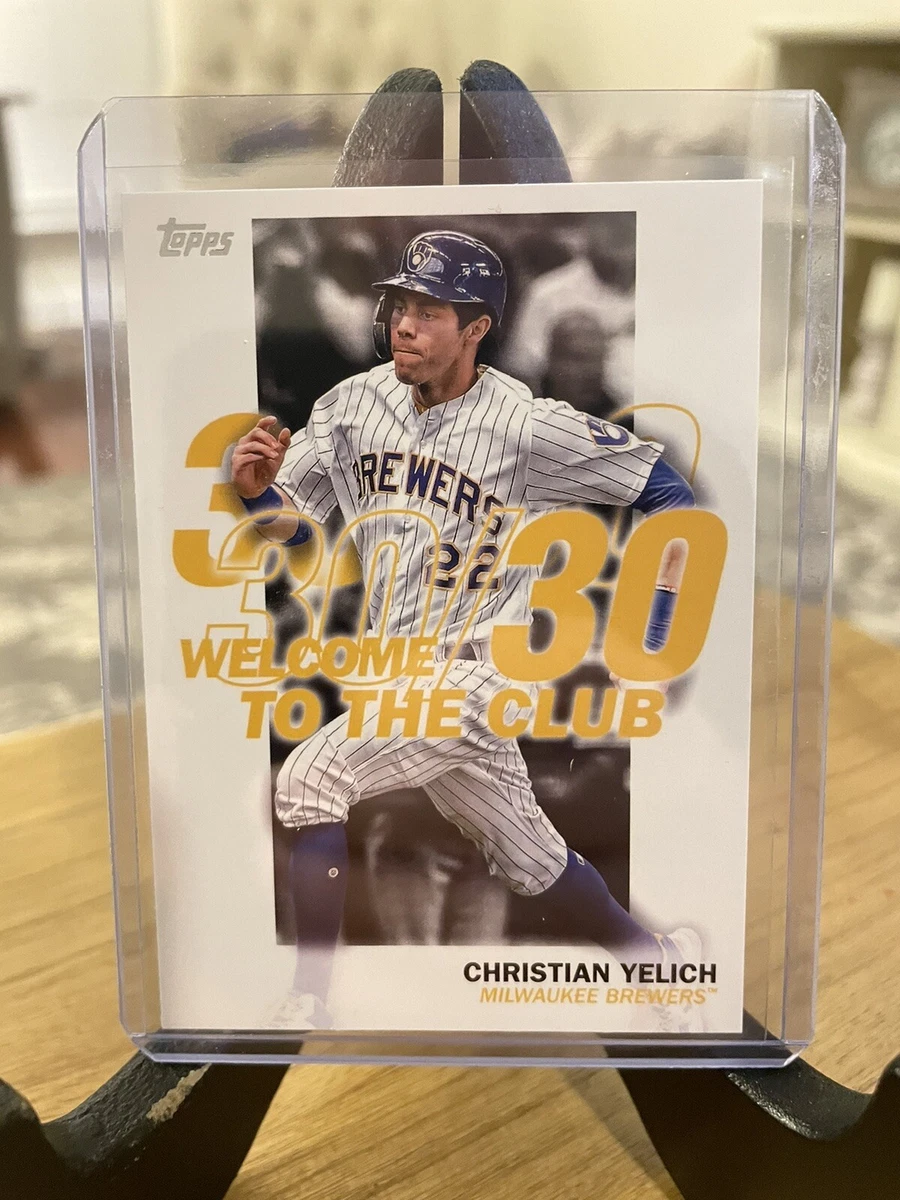 topps
BREWERS
22
30/30
WELCOME
TO THE CLUB
CHRISTIAN YELICH
MILWAUKEE BREWERS™